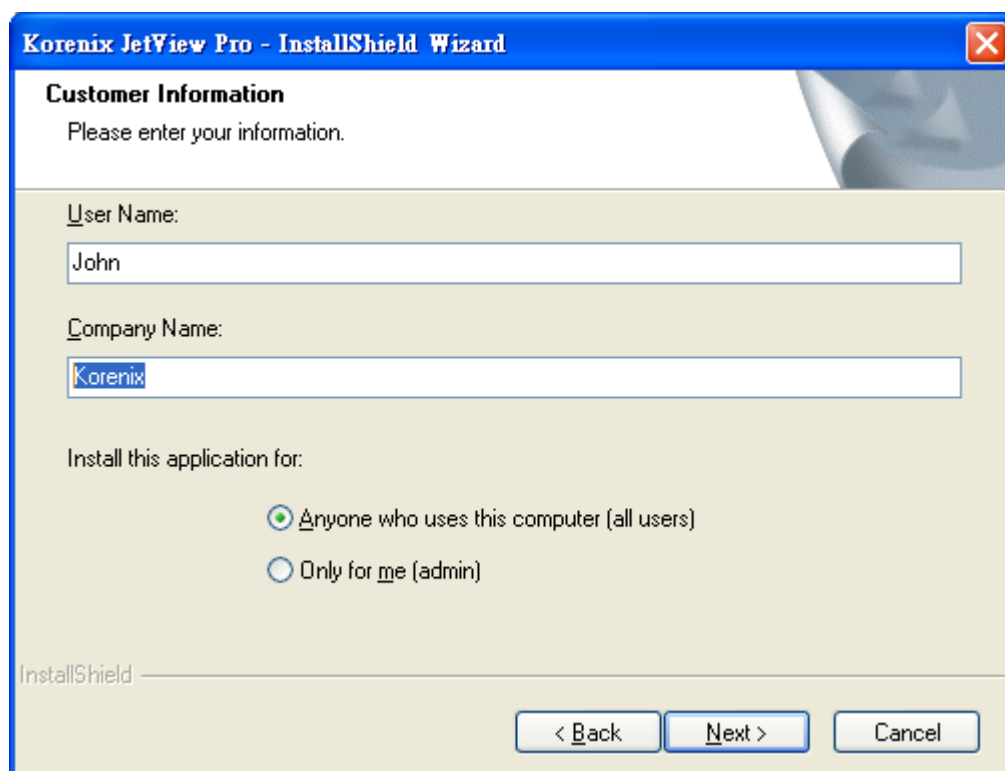 Korenix JetView Pro - InstallShield Wizard
Customer Information
Please enter your information.
User Name:
John
Company Name:
Korenix
Install this application for:
Anyone who uses this computer (all users)
Only for me (admin)
InstallShield
< Back
Next >
Cancel